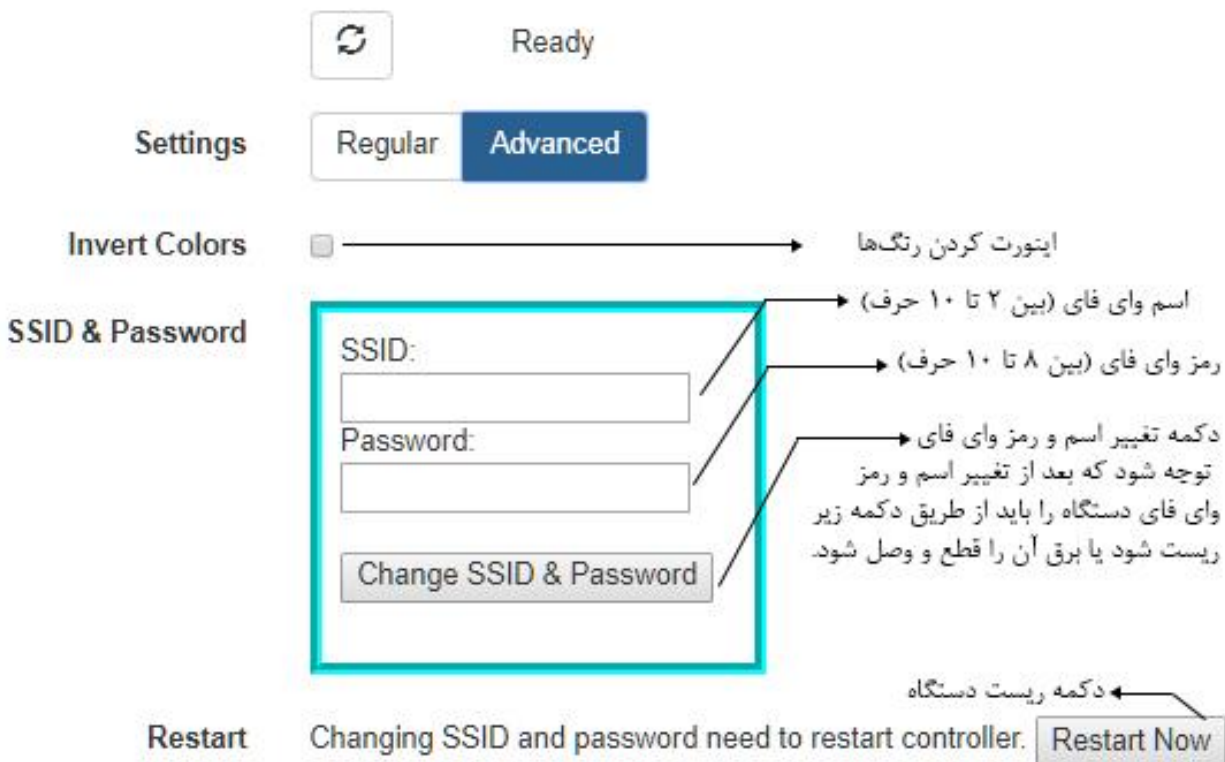 Ready
Settings
Regular
Advanced
Invert Colors
اینورت کردن رنگ‌ها
SSID & Password
SSID:
اسم وای فای (بین ۲ تا ۱۰ حرف)
رمز وای فای (بین ۸ تا ۱۰ حرف)
Password:
دکمه تغییر اسم و رمز وای فای
توجه شود که بعد از تغییر اسم و رمز
وای فای دستگاه را باید از طریق دکمه زیر
ریست شود یا برق آن را قطع و وصل شود.
Change SSID & Password
دکمه ریست دستگاه
Restart
Changing SSID and password need to restart controller.
Restart Now